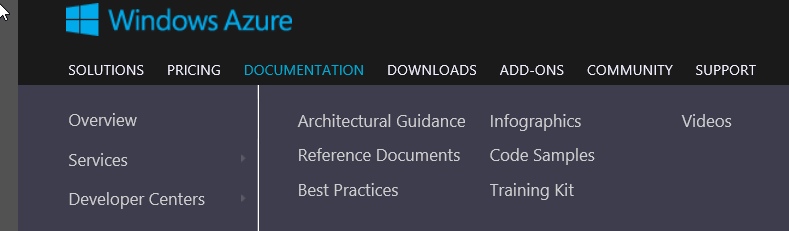 Windows Azure
SOLUTIONS PRICING DOCUMENTATION DOWNLOADS ADD-ONS COMMUNITY SUPPORT
Overview
Services
Developer Centers
Architectural Guidance
Reference Documents
Best Practices
Infographics
Code Samples
Training Kit
Videos